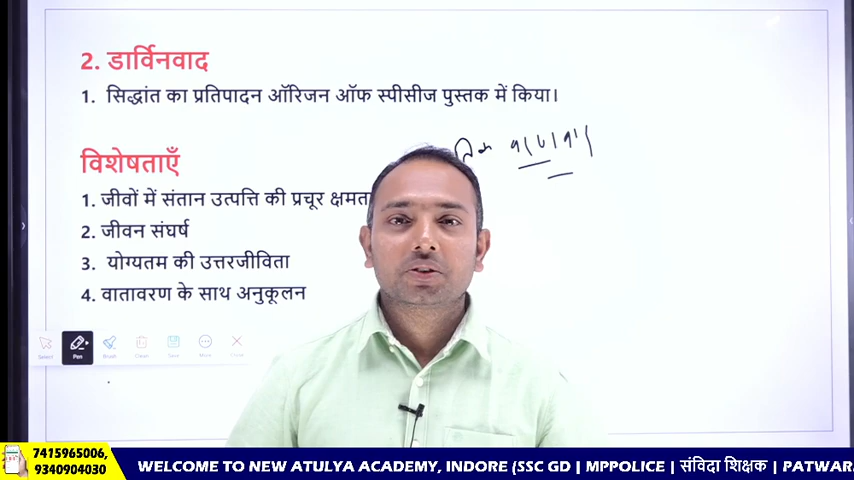 2. डार्विनवाद
1. सिद्धांत का प्रतिपादन ऑरिजन ऑफ स्पीसीज पुस्तक में किया।
विशेषताएँ
1. जीवों में संतान उत्पत्ति की प्रचूर क्षमता
2. जीवन संघर्ष
3. योग्यतम की उत्तरजीविता
4. वातावरण के साथ अनुकूलन
Select Pen Brush Clean Save More Close
7415965006,
9340904030
WELCOME TO NEW ATULYA ACADEMY, INDORE (SSC GD | MPPOLICE | संविदा शिक्षक | PATWAR